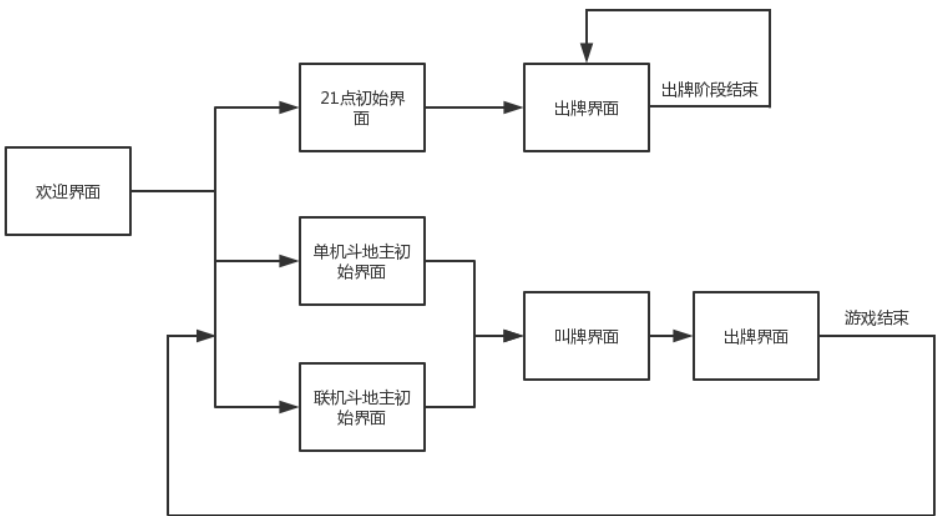 21点初始界
面
出牌界面
出牌阶段结束
欢迎界面
单机斗地主初
始界面
叫牌界面
出牌界面
游戏结束
联机斗地主初
始界面